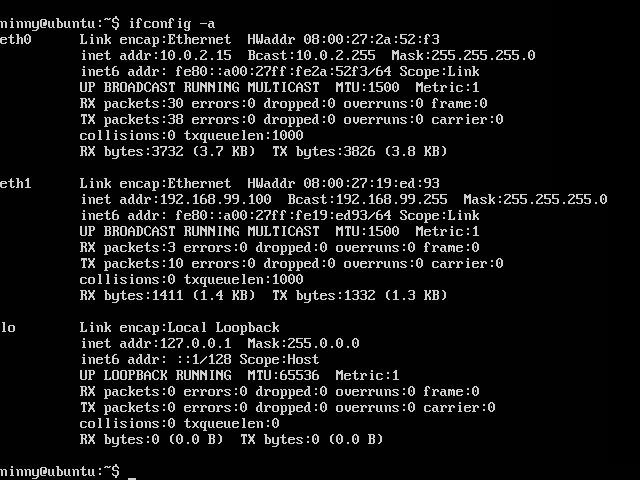 minny@ubuntu:~$ ifconfig -a
eth0      Link encap:Ethernet  HWaddr 08:00:27:2a:52:f3
          inet addr:10.0.2.15  Bcast:10.0.2.255  Mask:255.255.255.0
          inet6 addr: fe80::a00:27ff:fe2a:52f3/64 Scope:Link
          UP BROADCAST RUNNING MULTICAST  MTU:1500  Metric:1
          RX packets:30 errors:0 dropped:0 overruns:0 frame:0
          TX packets:38 errors:0 dropped:0 overruns:0 carrier:0
          collisions:0 txqueuelen:1000
          RX bytes:3732 (3.7 KB)  TX bytes:3826 (3.8 KB)

eth1      Link encap:Ethernet  HWaddr 08:00:27:19:ed:93
          inet addr:192.168.99.100  Bcast:192.168.99.255  Mask:255.255.255.0
          inet6 addr: fe80::a00:27ff:fe19:ed93/64 Scope:Link
          UP BROADCAST RUNNING MULTICAST  MTU:1500  Metric:1
          RX packets:3 errors:0 dropped:0 overruns:0 frame:0
          TX packets:10 errors:0 dropped:0 overruns:0 carrier:0
          collisions:0 txqueuelen:1000
          RX bytes:1411 (1.4 KB)  TX bytes:1332 (1.3 KB)

lo        Link encap:Local Loopback
          inet addr:127.0.0.1  Mask:255.0.0.0
          inet6 addr: ::1/128 Scope:Host
          UP LOOPBACK RUNNING  MTU:65536  Metric:1
          RX packets:0 errors:0 dropped:0 overruns:0 frame:0
          TX packets:0 errors:0 dropped:0 overruns:0 carrier:0
          collisions:0 txqueuelen:0
          RX bytes:0 (0.0 B)  TX bytes:0 (0.0 B)

minny@ubuntu:~$ _